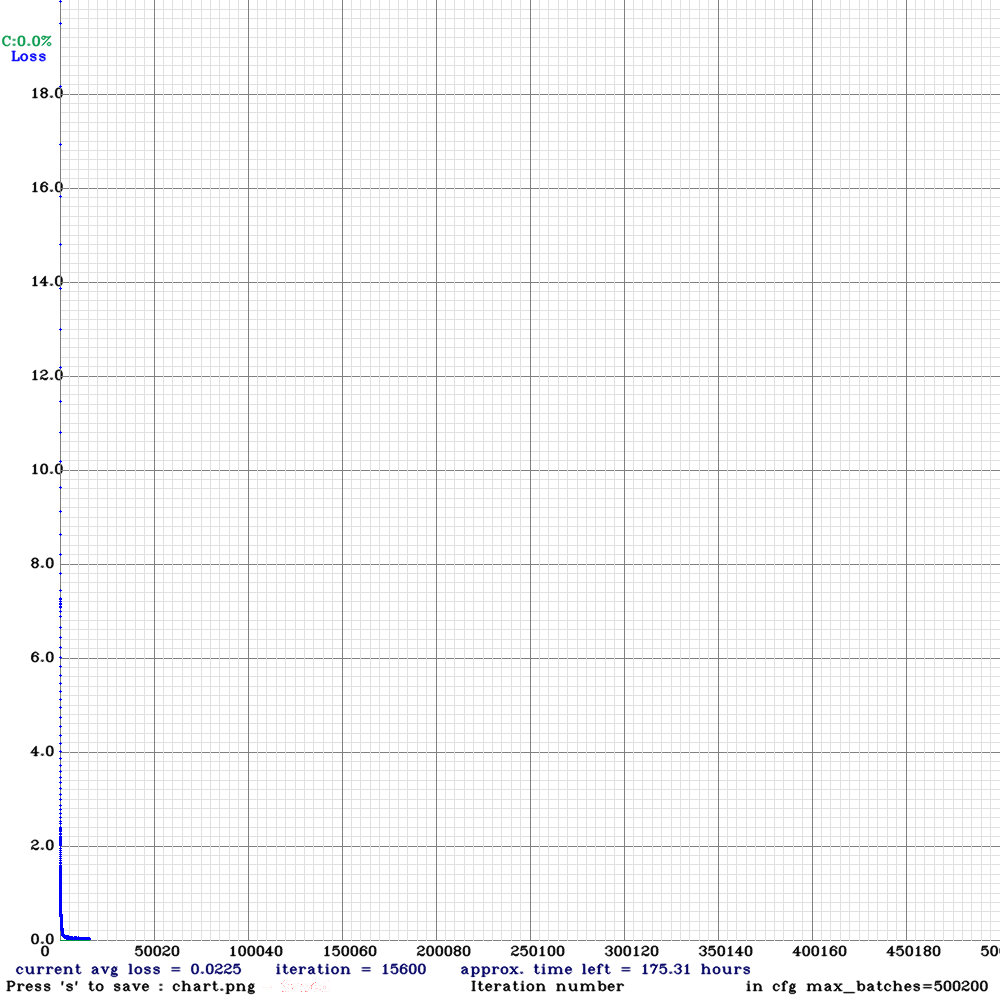 C:0.0%
Loss
18.0
16.0
14.0
12.0
10.0
8.0
6.0
4.0
2.0
0.0
0 50020 100040 150060 200080 250100 300120 350140 400160 450180 500
current avg loss = 0.0225 iteration = 15600 approx. time left = 175.31 hours
Press 's' to save : chart.png Iteration number in cfg max_batches=500200